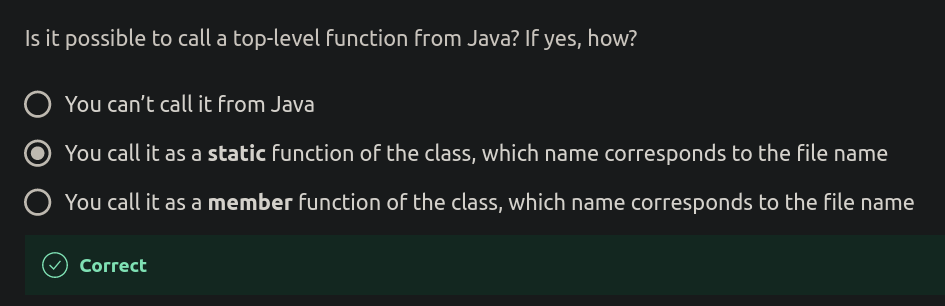 Is it possible to call a top-level function from Java? If yes, how?
You can’t call it from Java
You call it as a static function of the class, which name corresponds to the file name
You call it as a member function of the class, which name corresponds to the file name
Correct